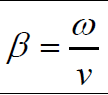 β = ω/v